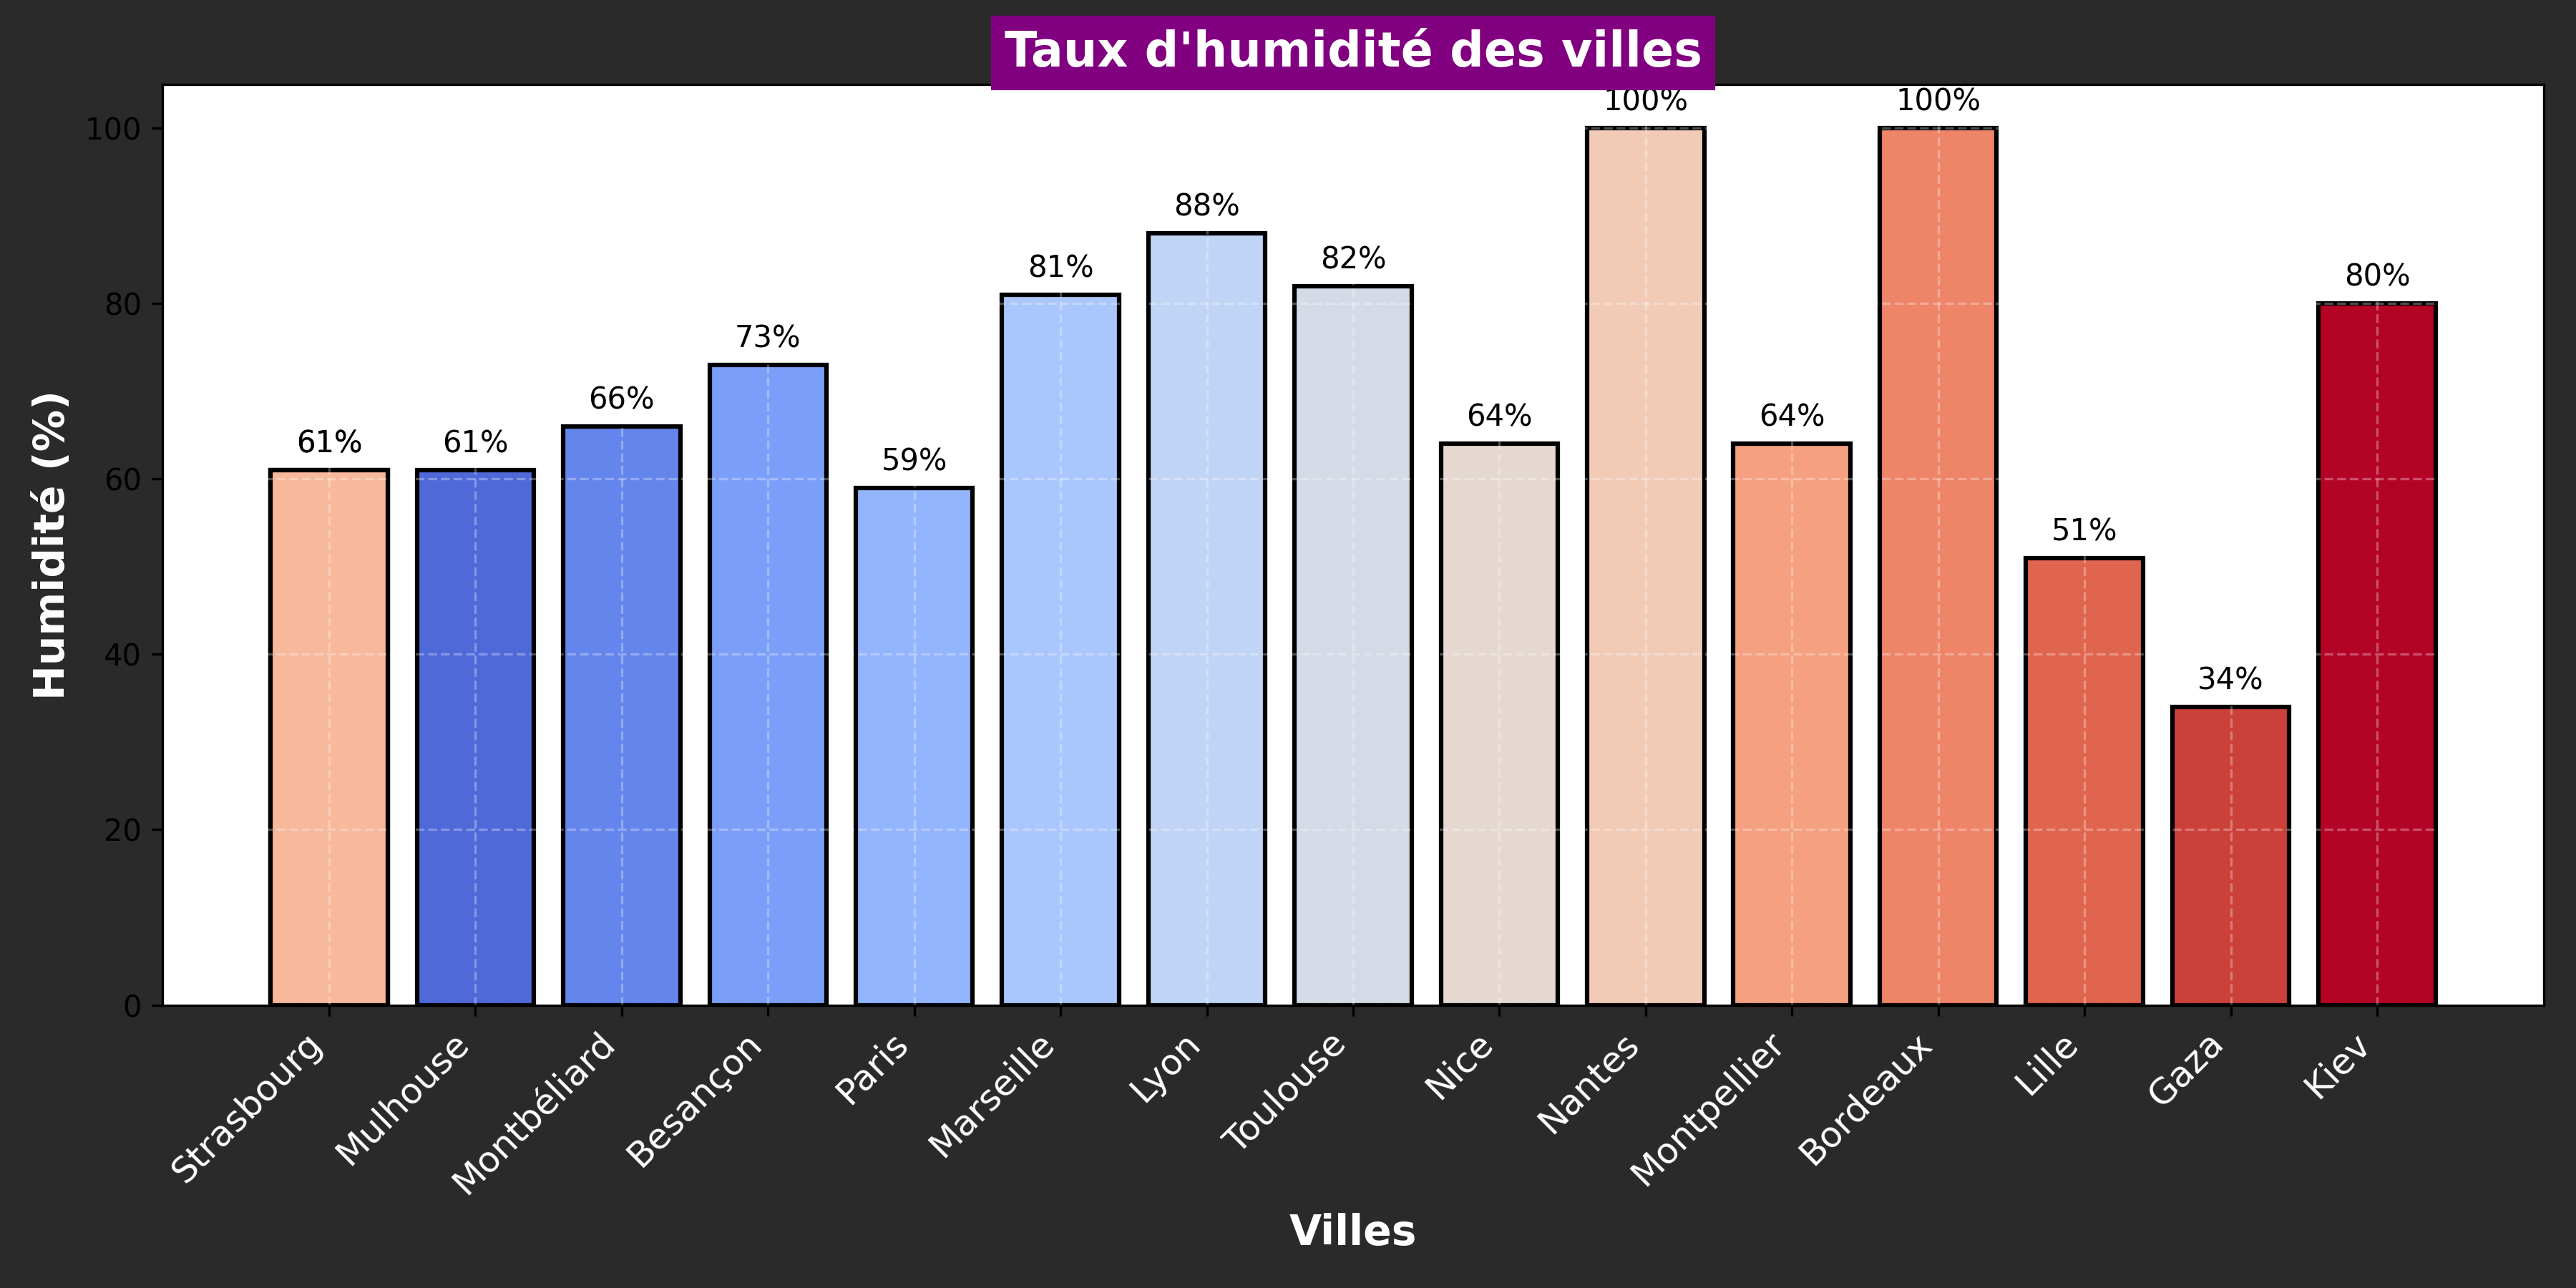 Taux d'humidité des villes
Humidité (%)
100
80
60
40
20
0
61%
61%
66%
73%
59%
81%
88%
82%
64%
100%
64%
100%
51%
34%
80%
Strasbourg
Mulhouse
Montbéliard
Besançon
Paris
Marseille
Lyon
Toulouse
Nice
Nantes
Montpellier
Bordeaux
Lille
Gaza
Kiev
Villes